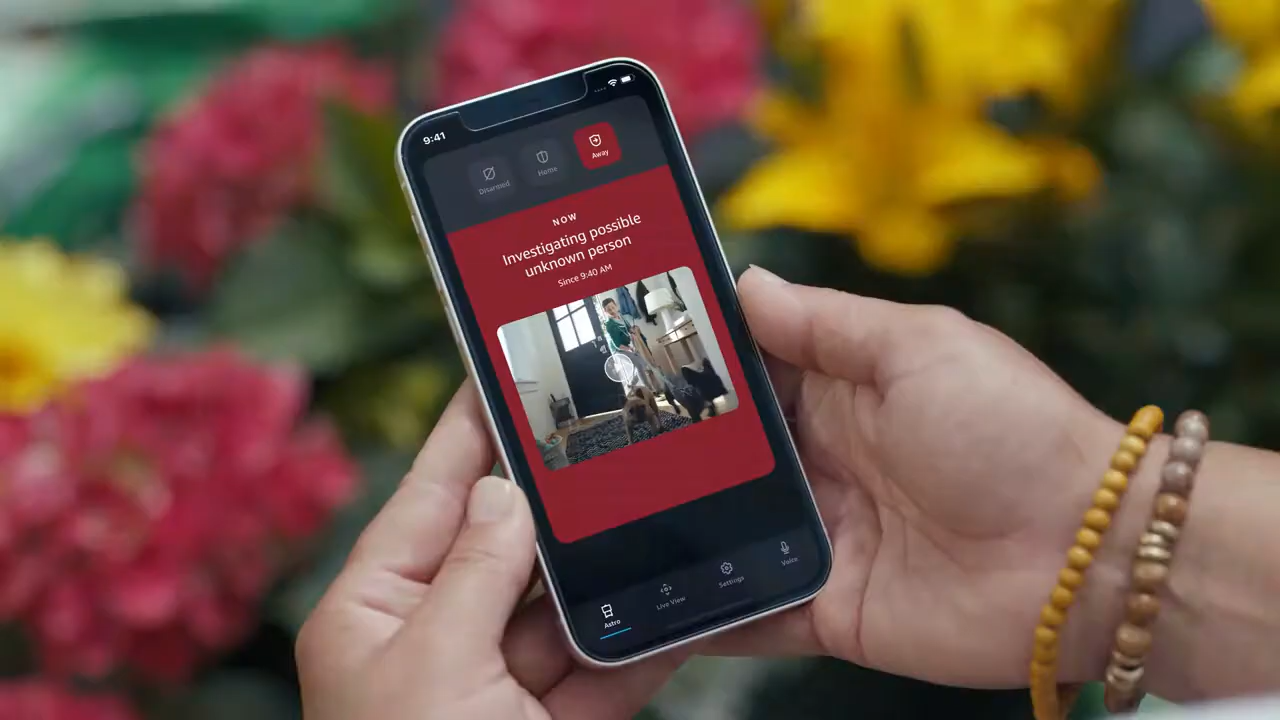 9:41
Disarmed
Home
Away
NOW
Investigating possible
unknown person
Since 9:40 AM
Astro
Live View
Settings
Voice